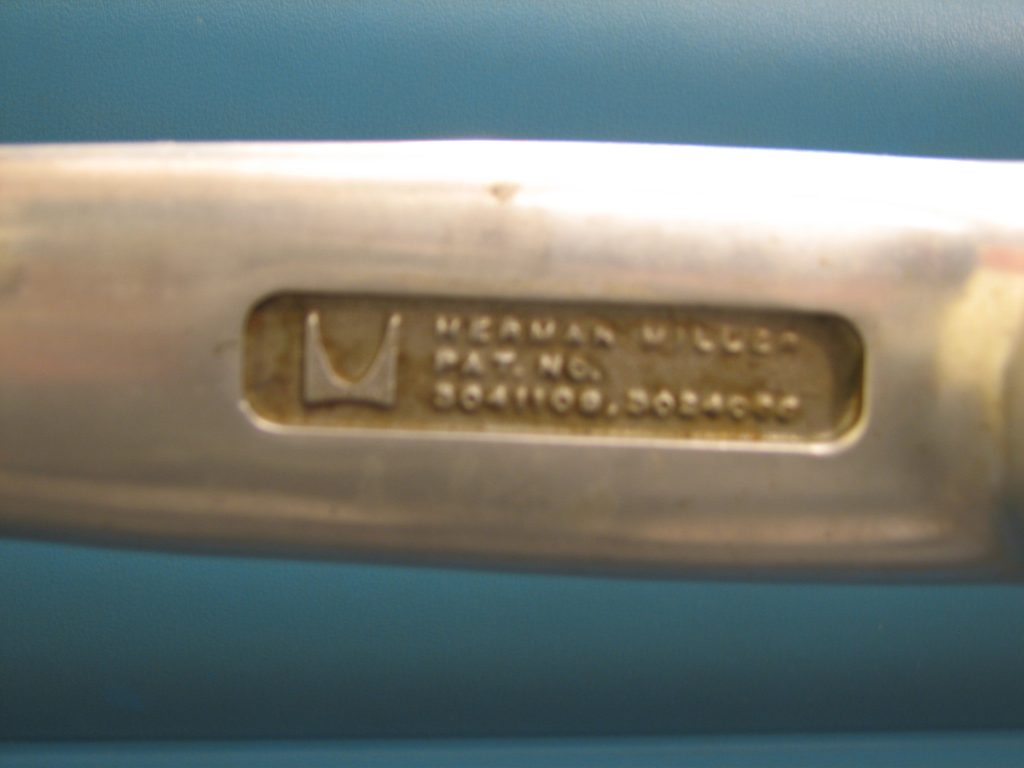 HERMAN MILLER
PAT. NO.
3041109,